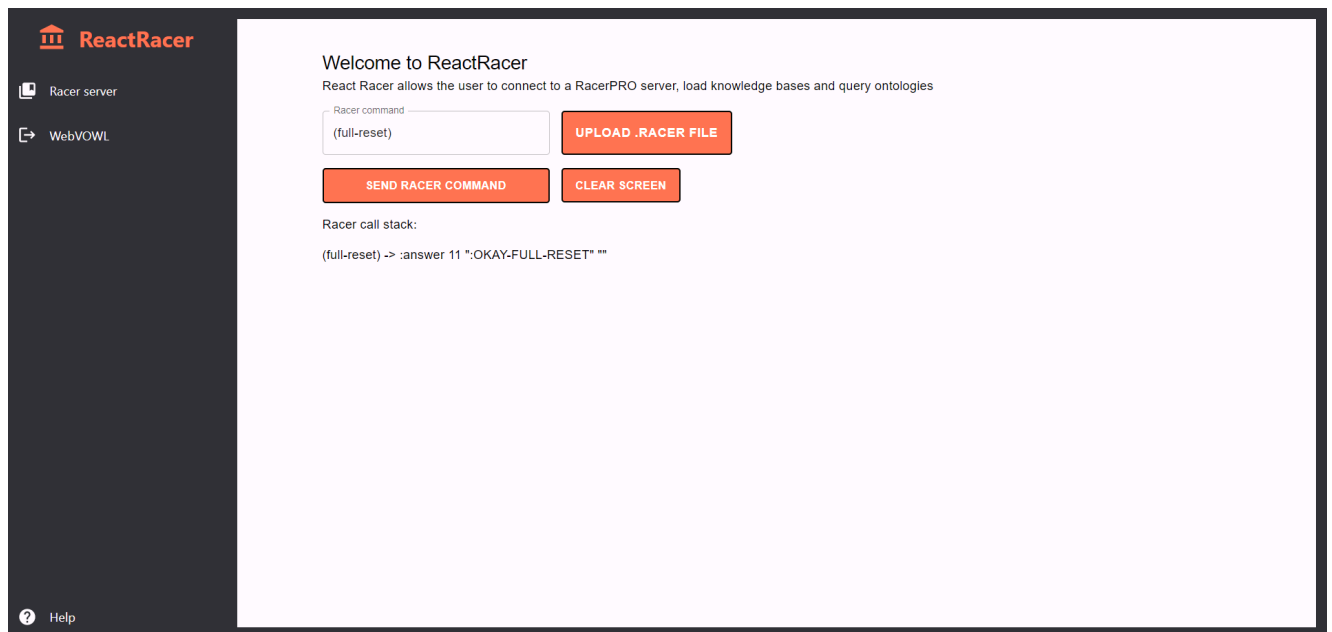 ReactRacer
Racer server
WebVOWL
Help
Welcome to ReactRacer
React Racer allows the user to connect to a RacerPRO server, load knowledge bases and query ontologies
Racer command
(full-reset)
UPLOAD .RACER FILE
SEND RACER COMMAND
CLEAR SCREEN
Racer call stack:
(full-reset) -> :answer 11 ":OKAY-FULL-RESET" ""